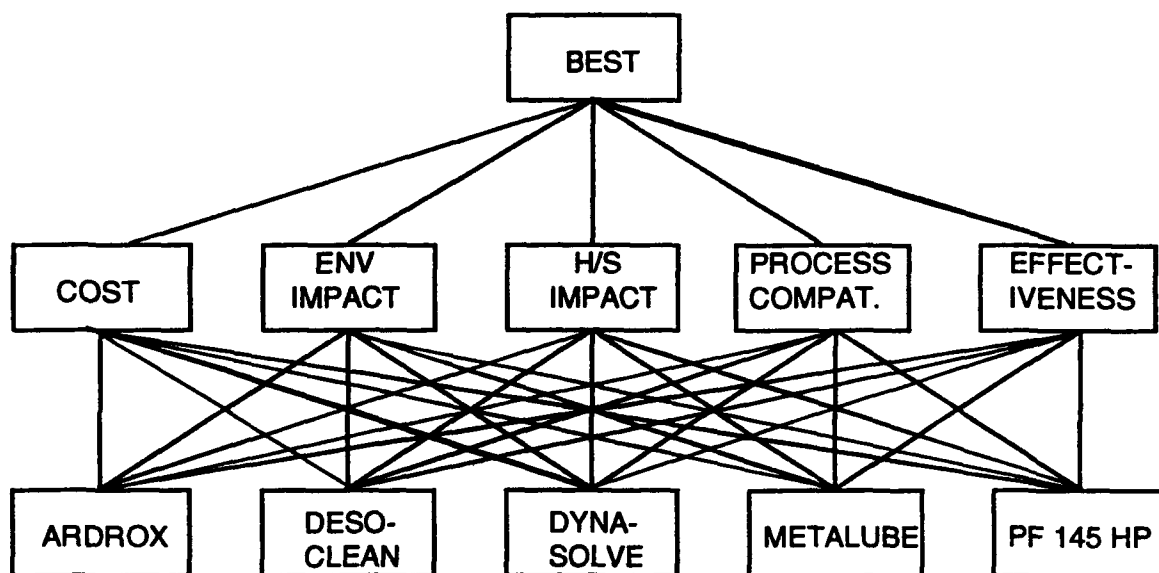 BEST
COST
ENV
IMPACT
H/S
IMPACT
PROCESS
COMPAT.
EFFECT-
IVENESS
ARDROX
DESO-
CLEAN
DYNA-
SOLVE
METALUBE
PF 145 HP